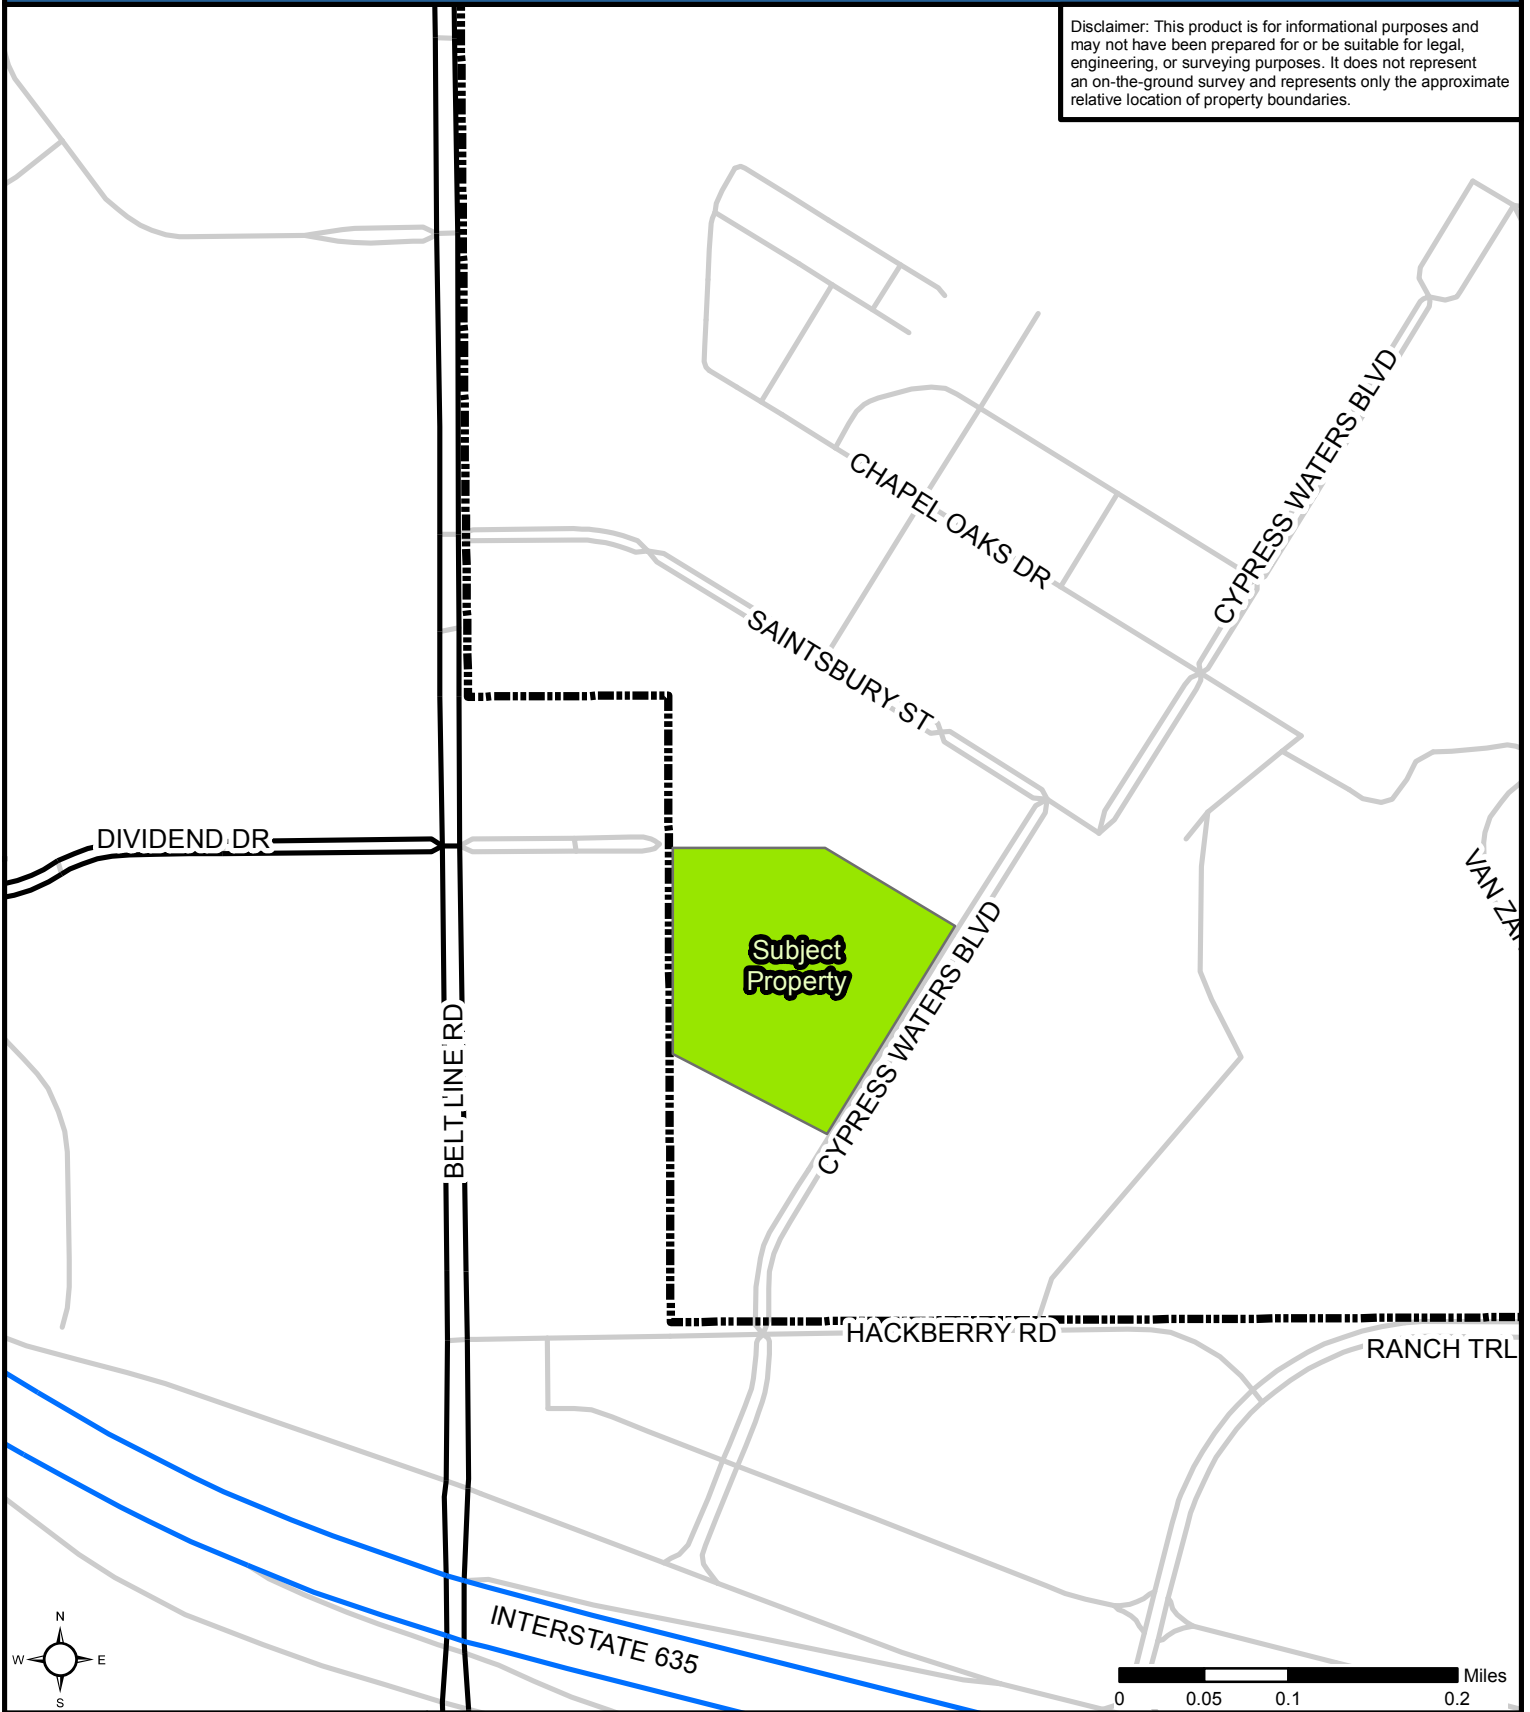 Disclaimer: This product is for informational purposes and
may not have been prepared for or be suitable for legal,
engineering, or surveying purposes. It does not represent
an on-the-ground survey and represents only the approximate
relative location of property boundaries.
CYPRESS WATERS BLVD
CHAPEL OAKS DR
SAINTSBURY ST
DIVIDEND DR
VAN ZA
Subject
Property
CYPRESS WATERS BLVD
BELT LINE RD
HACKBERRY RD
RANCH TRL
INTERSTATE 635
N
W
E
S
Miles
0
0.05
0.1
0.2